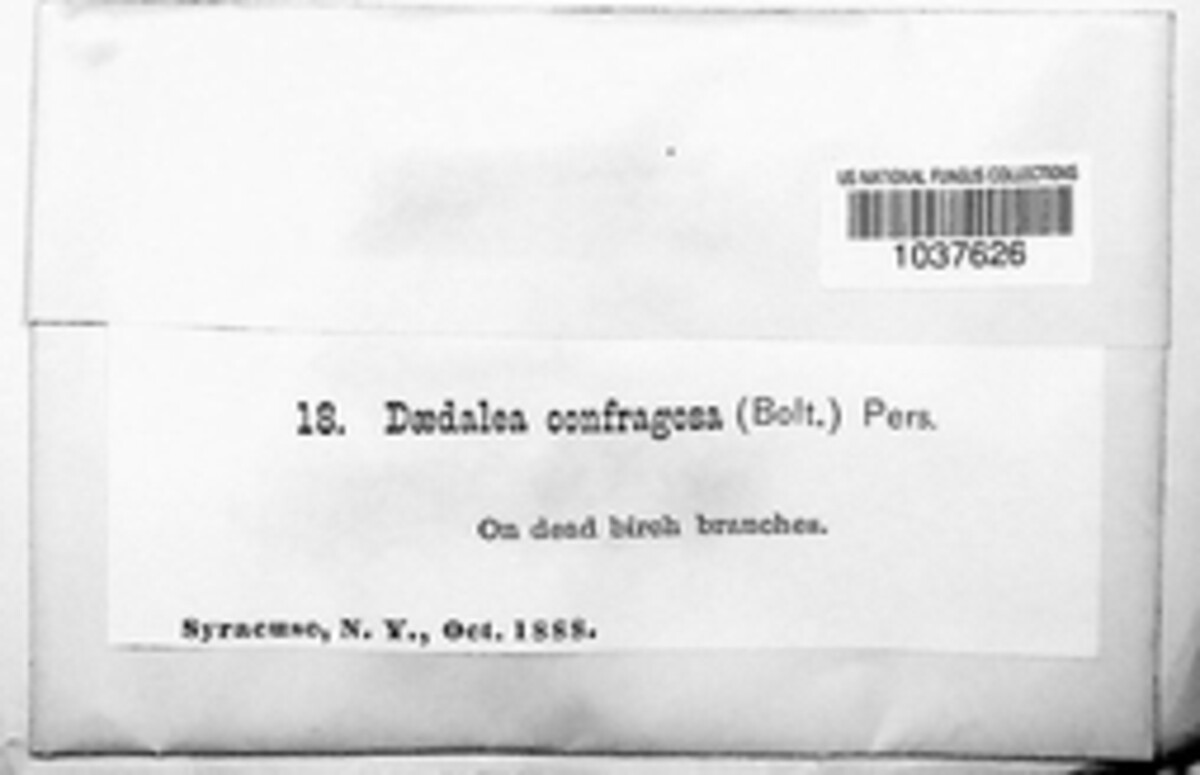 US NATIONAL FUNGUS COLLECTIONS
1037626
18. Dædalea confragosa (Bolt.) Pers.
On dead birch branches.
Syracuse, N. Y., Oct. 1888.